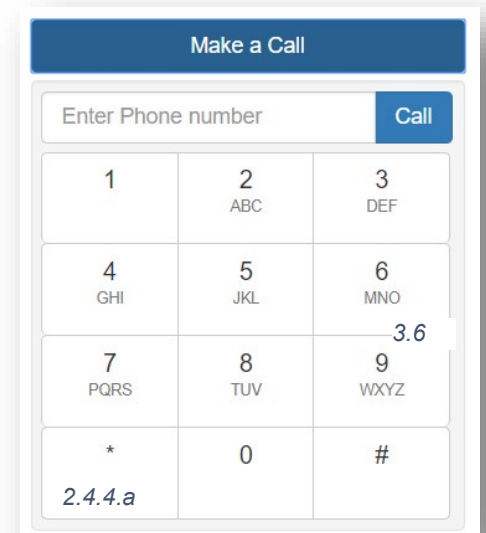 Make a Call
Enter Phone number Call
1 2 3
ABC DEF
4 5 6
GHI JKL MNO
3.6
7 8 9
PQRS TUV WXYZ
* 0 #
2.4.4.a